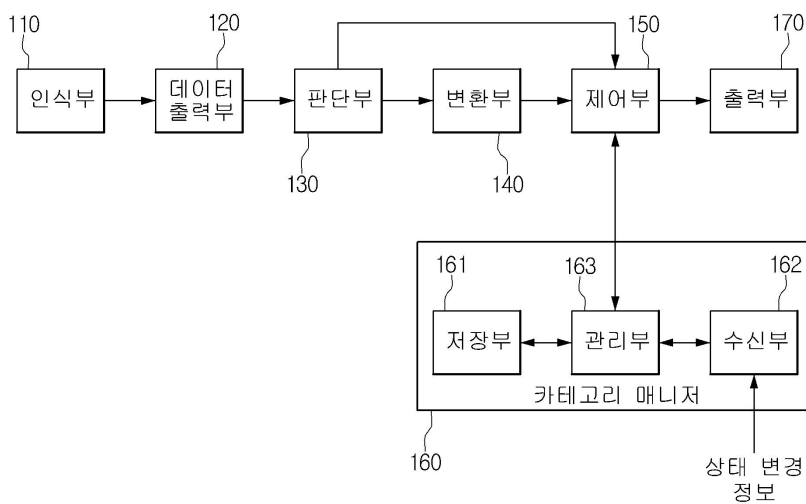 110
120
150
170
인식부
데이터
출력부
판단부
변환부
제어부
출력부
130
140
161
163
162
저장부
관리부
수신부
카테고리 매니저
160
상태 변경
정보